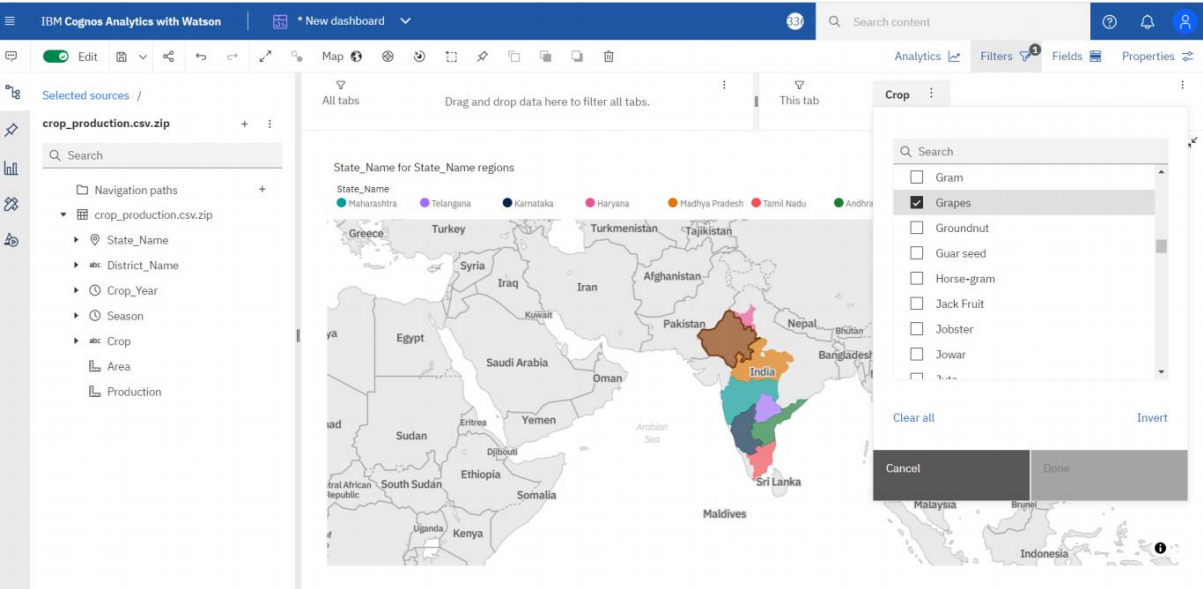 IBM Cognos Analytics with Watson
* New dashboard
Search content
Edit
Map
Analytics
Filters
1
Fields
Properties
Selected sources /
crop_production.csv.zip
Search
Navigation paths
crop_production.csv.zip
State_Name
abc District_Name
Crop_Year
Season
abc Crop
Area
Production
All tabs
Drag and drop data here to filter all tabs.
This tab
State_Name for State_Name regions
State_Name
Maharashtra
Telangana
Karnataka
Haryana
Madhya Pradesh
Tamil Nadu
Andhra
Greece
Turkey
Turkmenistan
Tajikistan
Syria
Iraq
Iran
Afghanistan
Kuwait
Pakistan
Nepal
Bhutan
ya
Egypt
Saudi Arabia
Bangladesh
India
Oman
Eritrea
Yemen
Arabian
Sea
Sudan
Djibouti
Ethiopia
South Sudan
tral African
Republic
Somalia
Sri Lanka
Maldives
Uganda
Kenya
Malaysia
Brunei
Indonesia
Crop
Search
Gram
Grapes
Groundnut
Guar seed
Horse-gram
Jack Fruit
Jobster
Jowar
Clear all
Invert
Cancel
Done